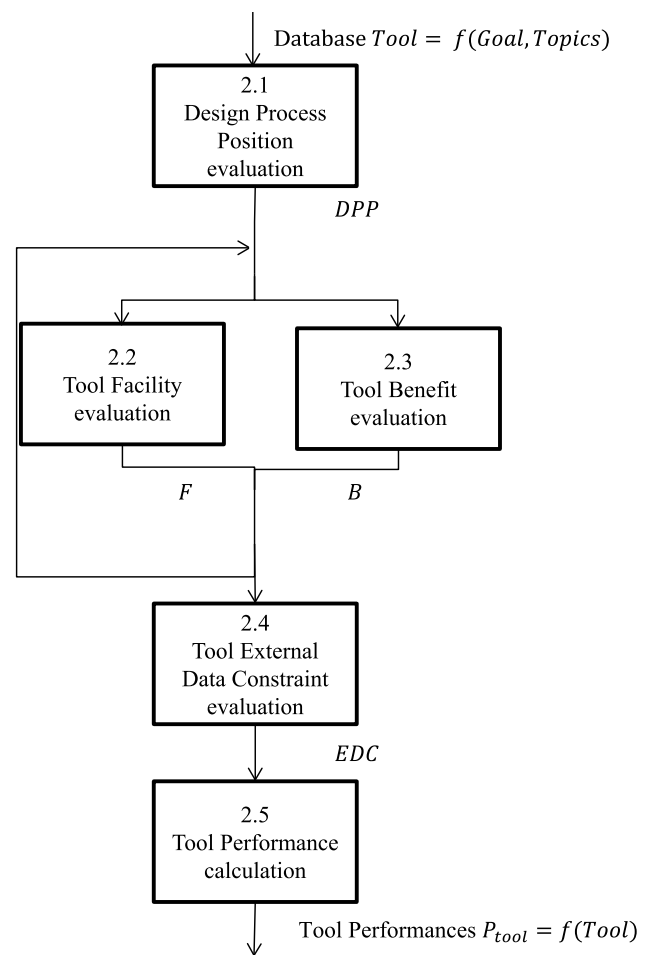 Database Tool = f(Goal,Topics)
2.1
Design Process
Position
evaluation
DPP
2.2
Tool Facility
evaluation
2.3
Tool Benefit
evaluation
F
B
2.4
Tool External
Data Constraint
evaluation
EDC
2.5
Tool Performance
calculation
Tool Performances P_tool = f(Tool)